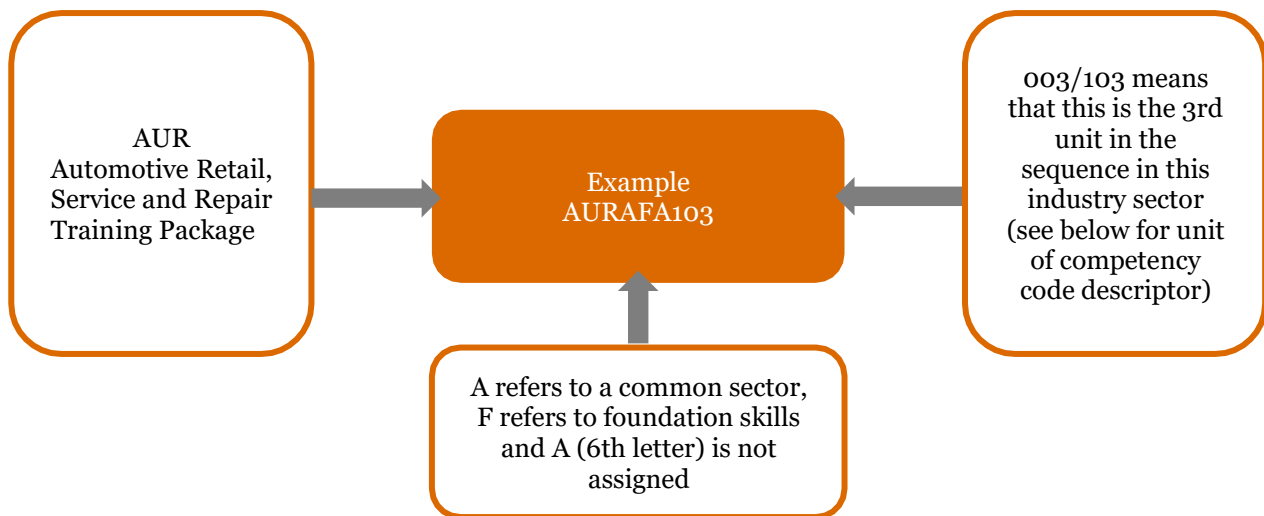 AUR
Automotive Retail,
Service and Repair
Training Package
Example
AURAFA103
003/103 means
that this is the 3rd
unit in the
sequence in this
industry sector
(see below for unit
of competency
code descriptor)
A refers to a common sector,
F refers to foundation skills
and A (6th letter) is not
assigned